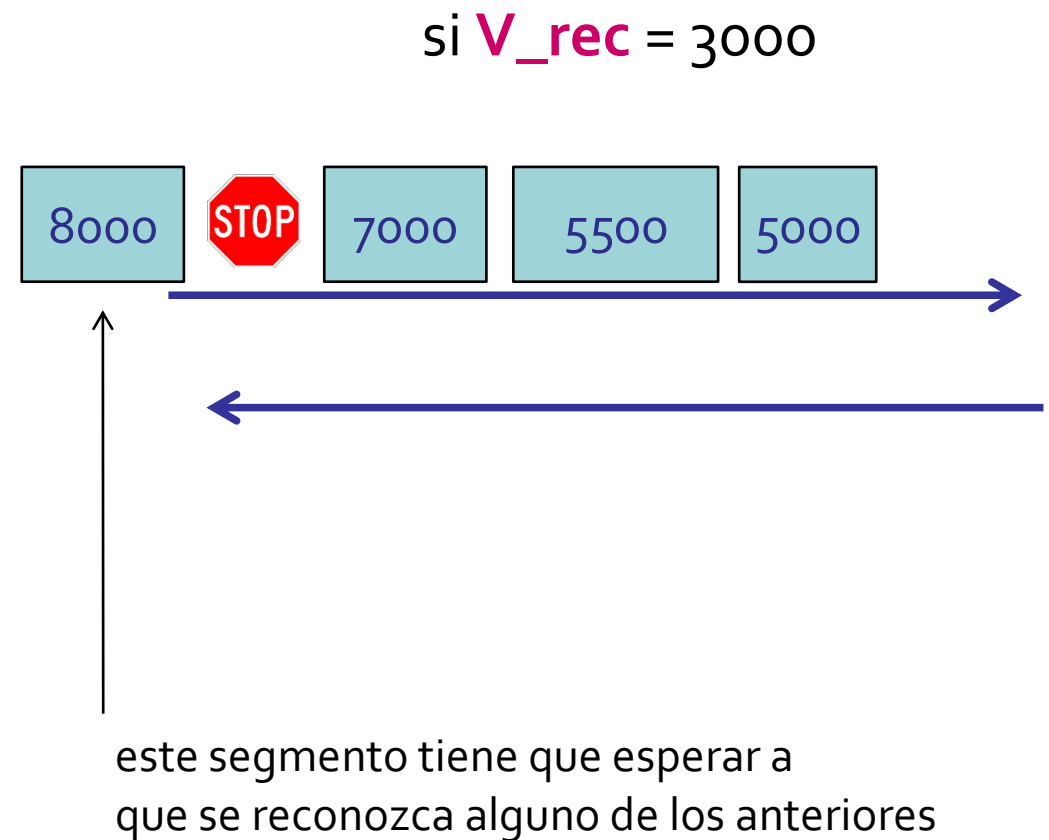 si V_rec = 3000
8000 STOP 7000 5500 5000
este segmento tiene que esperar a
que se reconozca alguno de los anteriores